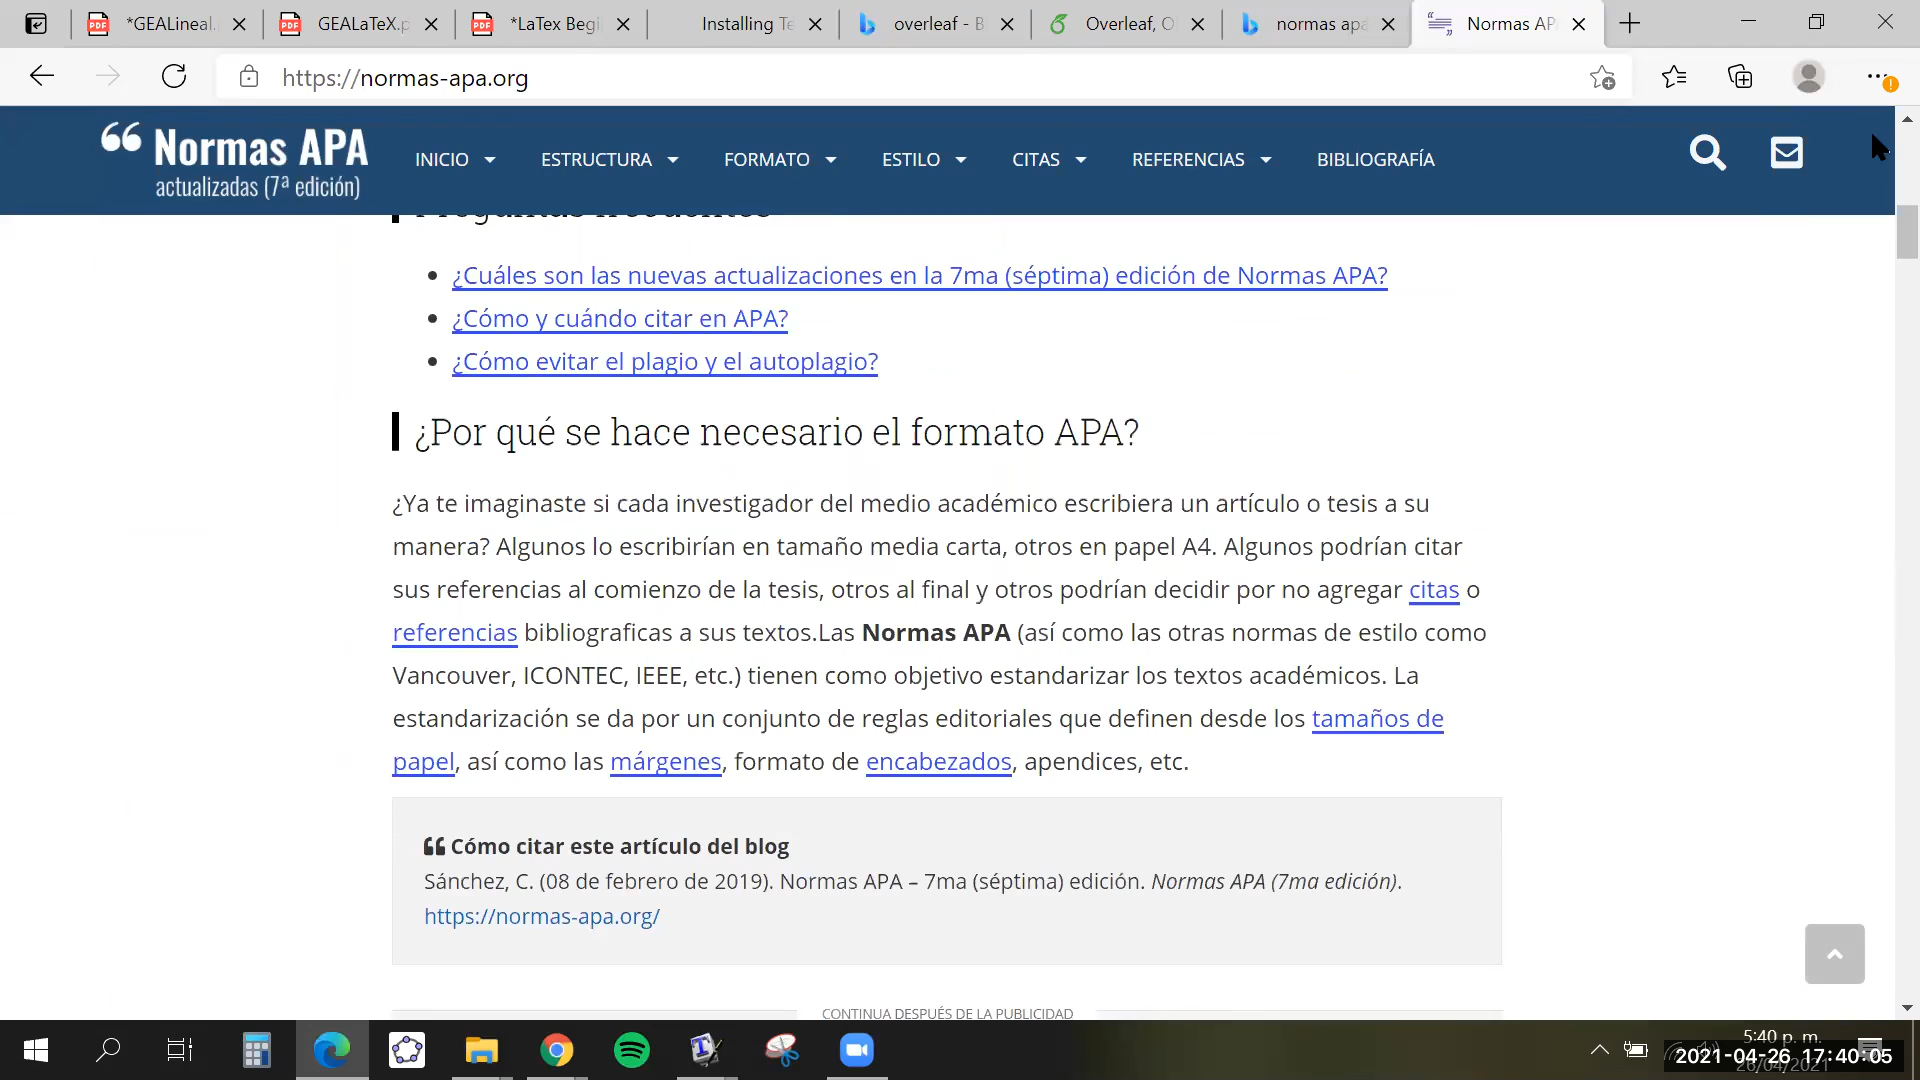 *GEALineal.
GEALaTeX.p
*LaTex Begi
Installing Te
overleaf - B
Overleaf, O
normas apa
Normas AP
https://normas-apa.org
Normas APA
actualizadas (7ª edición)
INICIO
ESTRUCTURA
FORMATO
ESTILO
CITAS
REFERENCIAS
BIBLIOGRAFÍA
Preguntas frecuentes
¿Cuáles son las nuevas actualizaciones en la 7ma (séptima) edición de Normas APA?
¿Cómo y cuándo citar en APA?
¿Cómo evitar el plagio y el autoplagio?
¿Por qué se hace necesario el formato APA?
¿Ya te imaginaste si cada investigador del medio académico escribiera un artículo o tesis a su
manera? Algunos lo escribirían en tamaño media carta, otros en papel A4. Algunos podrían citar
sus referencias al comienzo de la tesis, otros al final y otros podrían decidir por no agregar citas o
referencias bibliograficas a sus textos.Las Normas APA (así como las otras normas de estilo como
Vancouver, ICONTEC, IEEE, etc.) tienen como objetivo estandarizar los textos académicos. La
estandarización se da por un conjunto de reglas editoriales que definen desde los tamaños de
papel, así como las márgenes, formato de encabezados, apendices, etc.
Cómo citar este artículo del blog
Sánchez, C. (08 de febrero de 2019). Normas APA – 7ma (séptima) edición. Normas APA (7ma edición).
https://normas-apa.org/
CONTINUA DESPUÉS DE LA PUBLICIDAD
5:40 p. m.
2021-04-26 17:40:05
26/04/2021